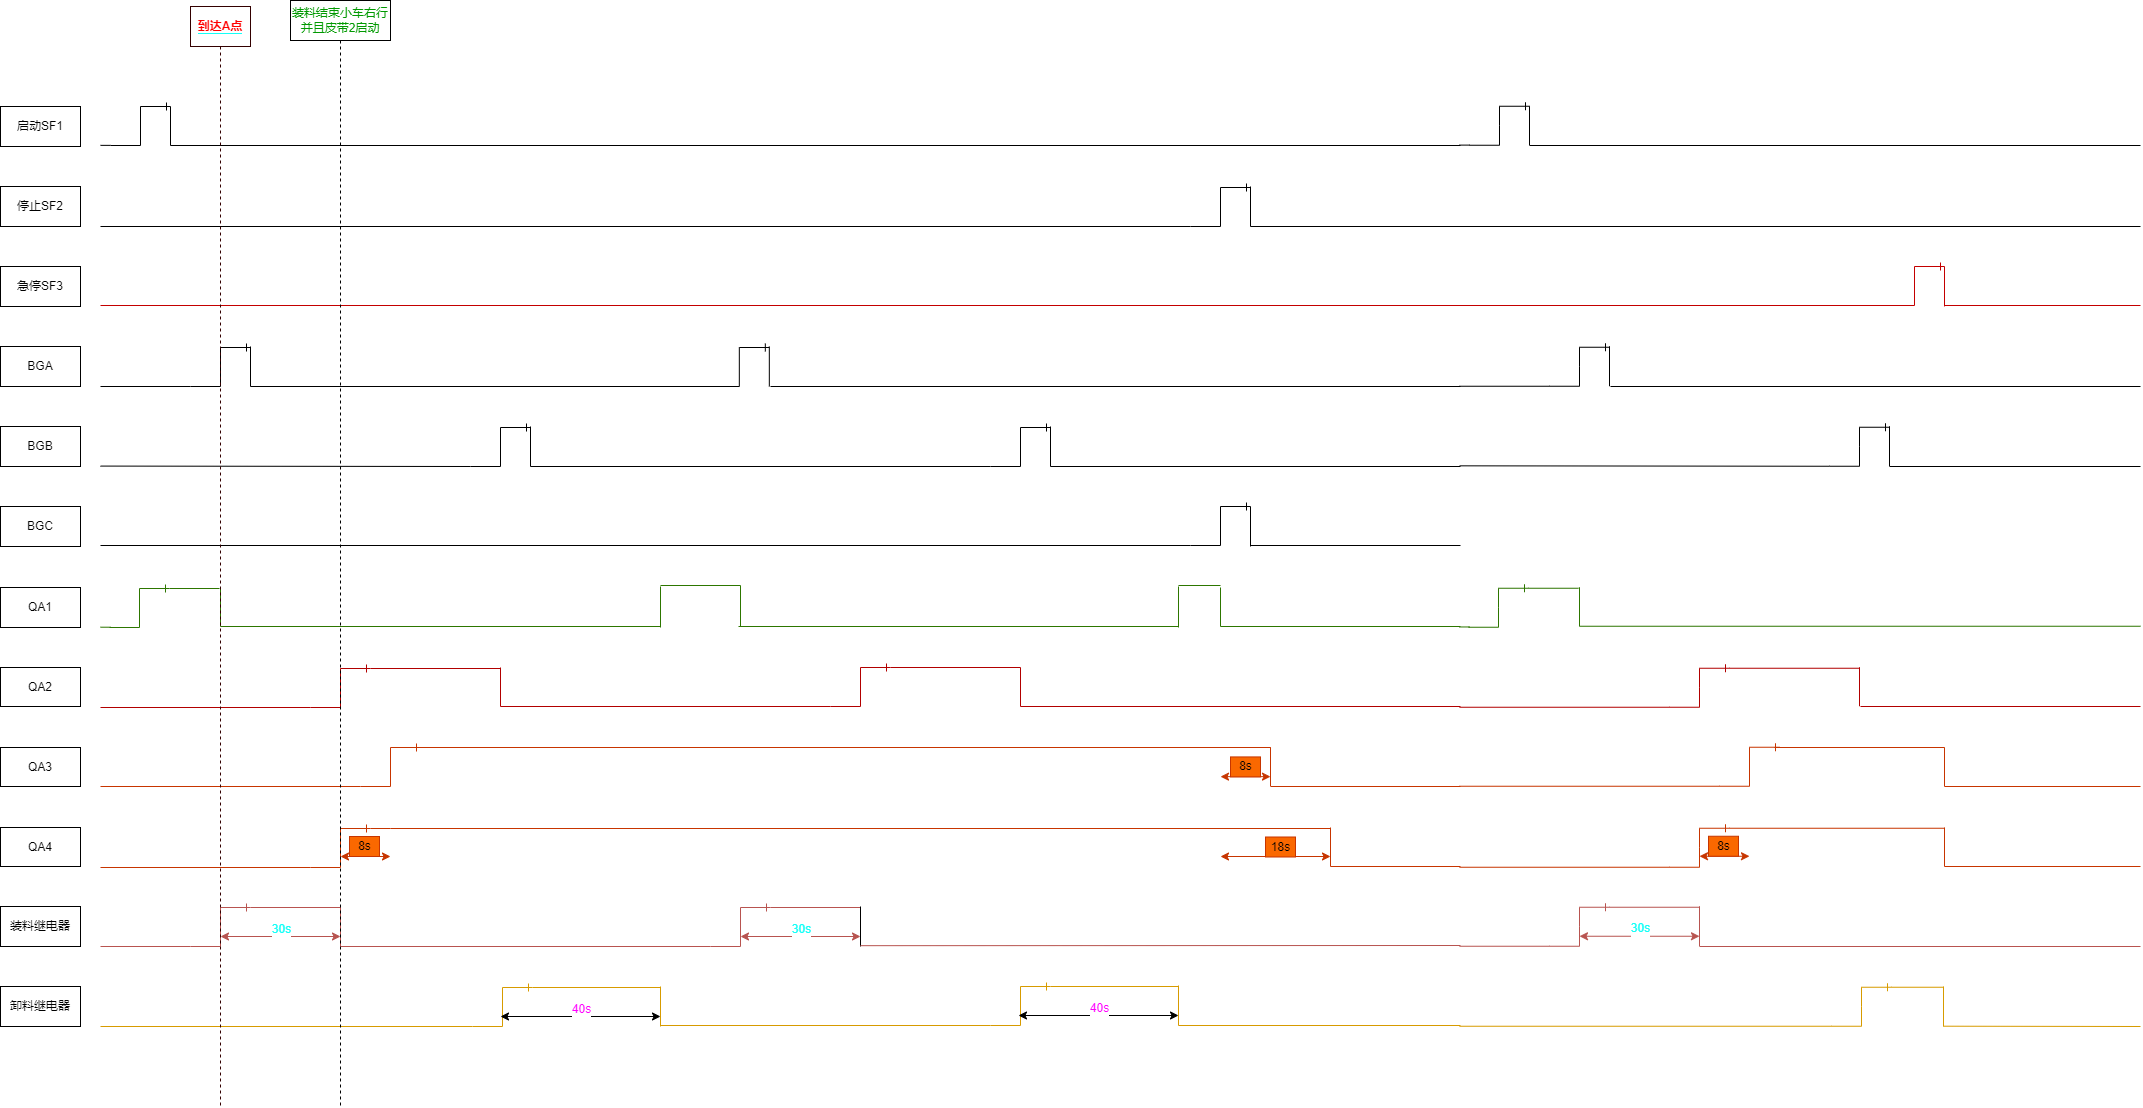 到达A点
装料结束小车右行
并且皮带2启动
启动SF1
停止SF2
急停SF3
BGA
BGB
BGC
QA1
QA2
QA3
8s
QA4
8s
18s
8s
装料继电器
30s
30s
30s
卸料继电器
40s
40s